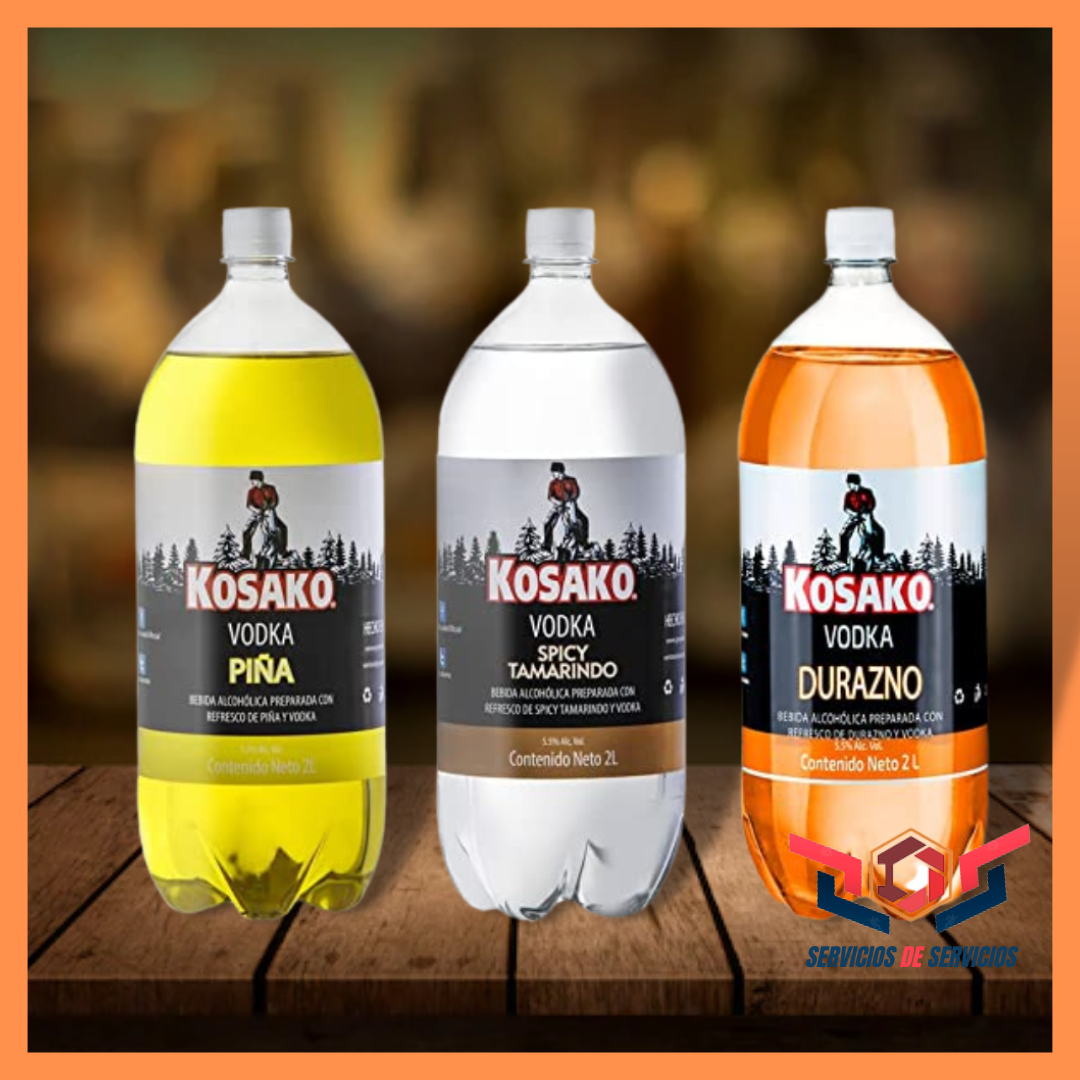 KOSAKO.
VODKA
PIÑA
BEBIDA ALCOHÓLICA PREPARADA CON
REFRESCO DE PIÑA Y VODKA
Contenido Neto 2L
KOSAKO.
VODKA
SPICY
TAMARINDO
BEBIDA ALCOHÓLICA PREPARADA CON
REFRESCO DE SPICY TAMARINDO Y VODKA
5.5% Alc. Vol.
Contenido Neto 2L
KOSAKO.
VODKA
DURAZNO
BEBIDA ALCOHÓLICA PREPARADA CON
REFRESCO DE DURAZNO Y VODKA
5.5% Alc. Vol.
Contenido Neto 2 L
SERVICIOS DE SERVICIOS